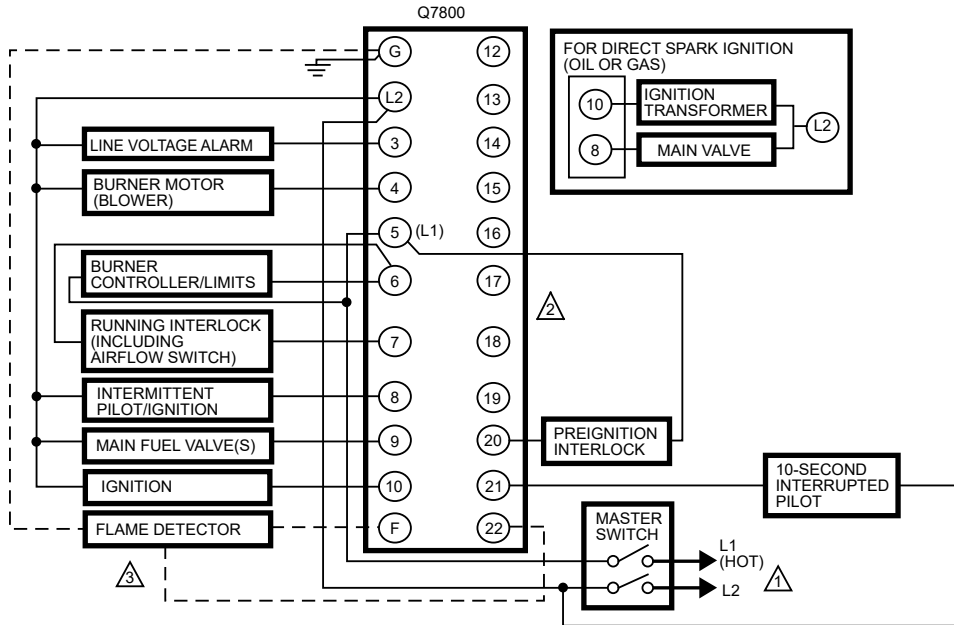 Q7800
G
L2
3
4
5
(L1)
6
7
8
9
10
F
12
13
14
15
16
17
18
19
20
21
22
LINE VOLTAGE ALARM
BURNER MOTOR
(BLOWER)
BURNER
CONTROLLER/LIMITS
RUNNING INTERLOCK
(INCLUDING
AIRFLOW SWITCH)
INTERMITTENT
PILOT/IGNITION
MAIN FUEL VALVE(S)
IGNITION
FLAME DETECTOR
3
2
FOR DIRECT SPARK IGNITION
(OIL OR GAS)
10
IGNITION
TRANSFORMER
8
MAIN VALVE
L2
PREIGNITION
INTERLOCK
10-SECOND
INTERRUPTED
PILOT
MASTER
SWITCH
L1
(HOT)
L2
1